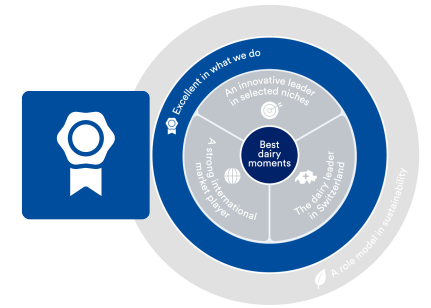 Excellent in what we do
An innovative leader
in selected niches
Best
dairy
moments
A strong international
market player
The dairy leader
in Switzerland
A role model in sustainability